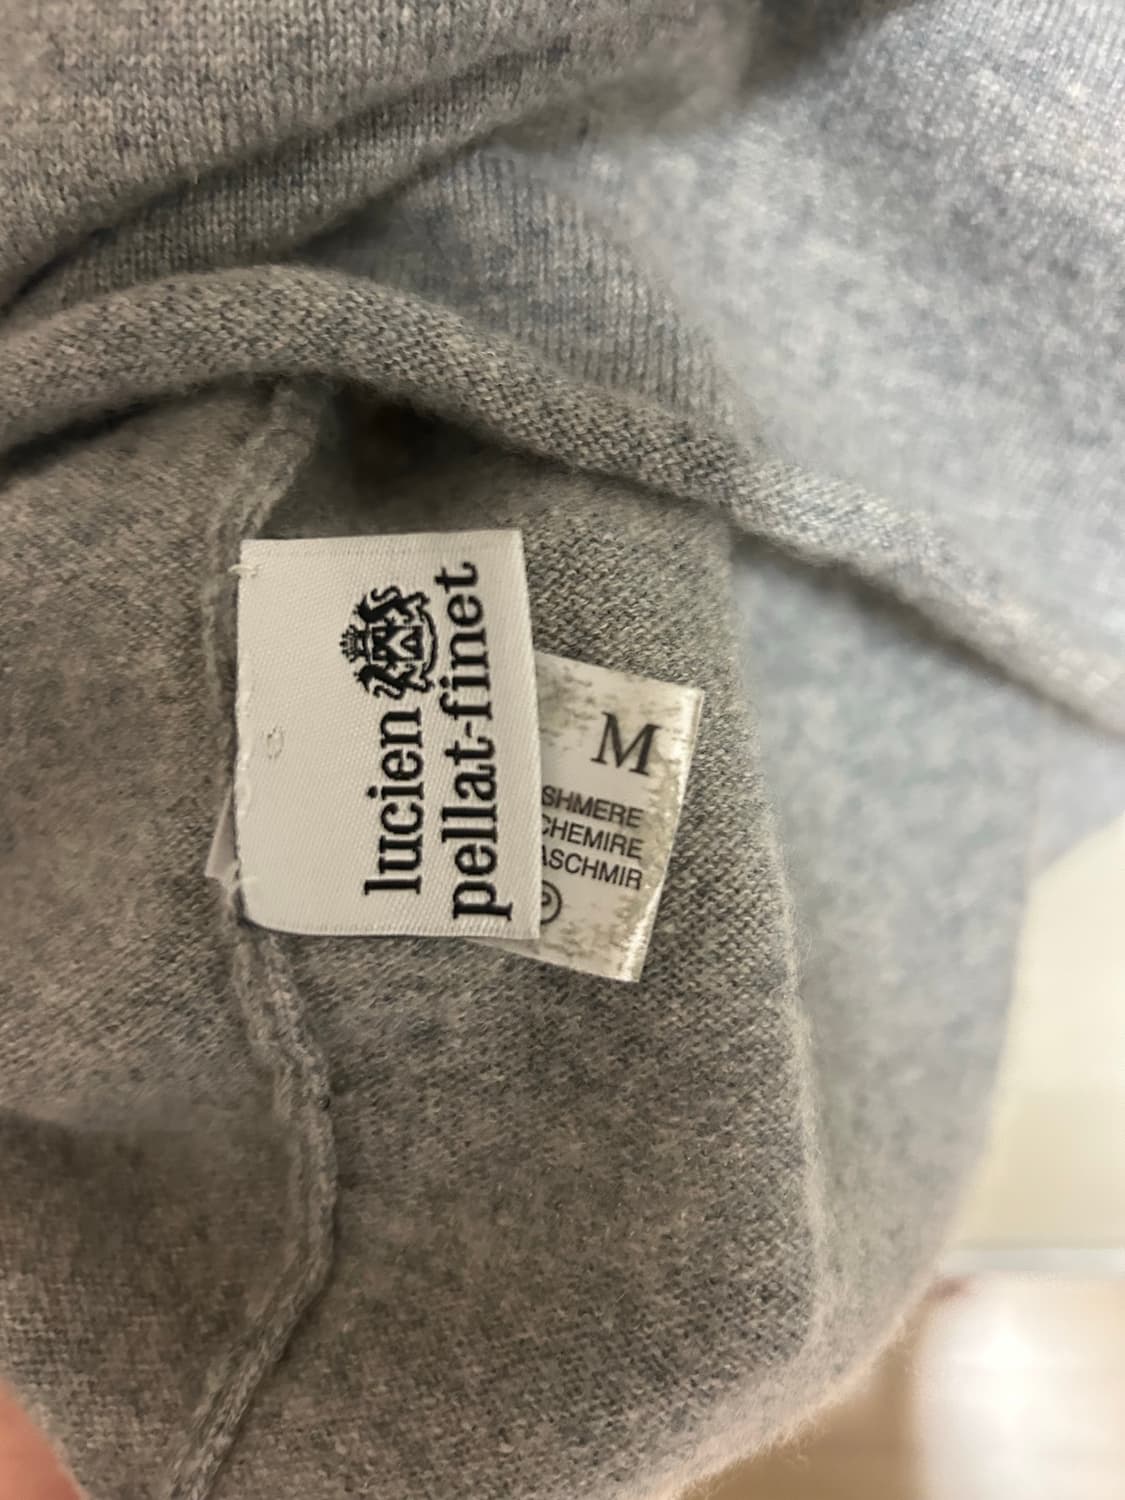 lucien
pellat-finet
M
SHMERE
CHEMIRE
ASCHMIR
P